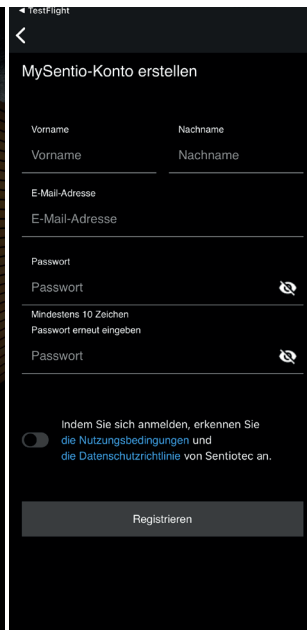 ◄ TestFlight
MySentio-Konto erstellen
Vorname Nachname
Vorname Nachname
E-Mail-Adresse
E-Mail-Adresse
Passwort
Passwort
Mindestens 10 Zeichen
Passwort erneut eingeben
Passwort
Indem Sie sich anmelden, erkennen Sie
die Nutzungsbedingungen und
die Datenschutzrichtlinie von Sentiotec an.
Registrieren